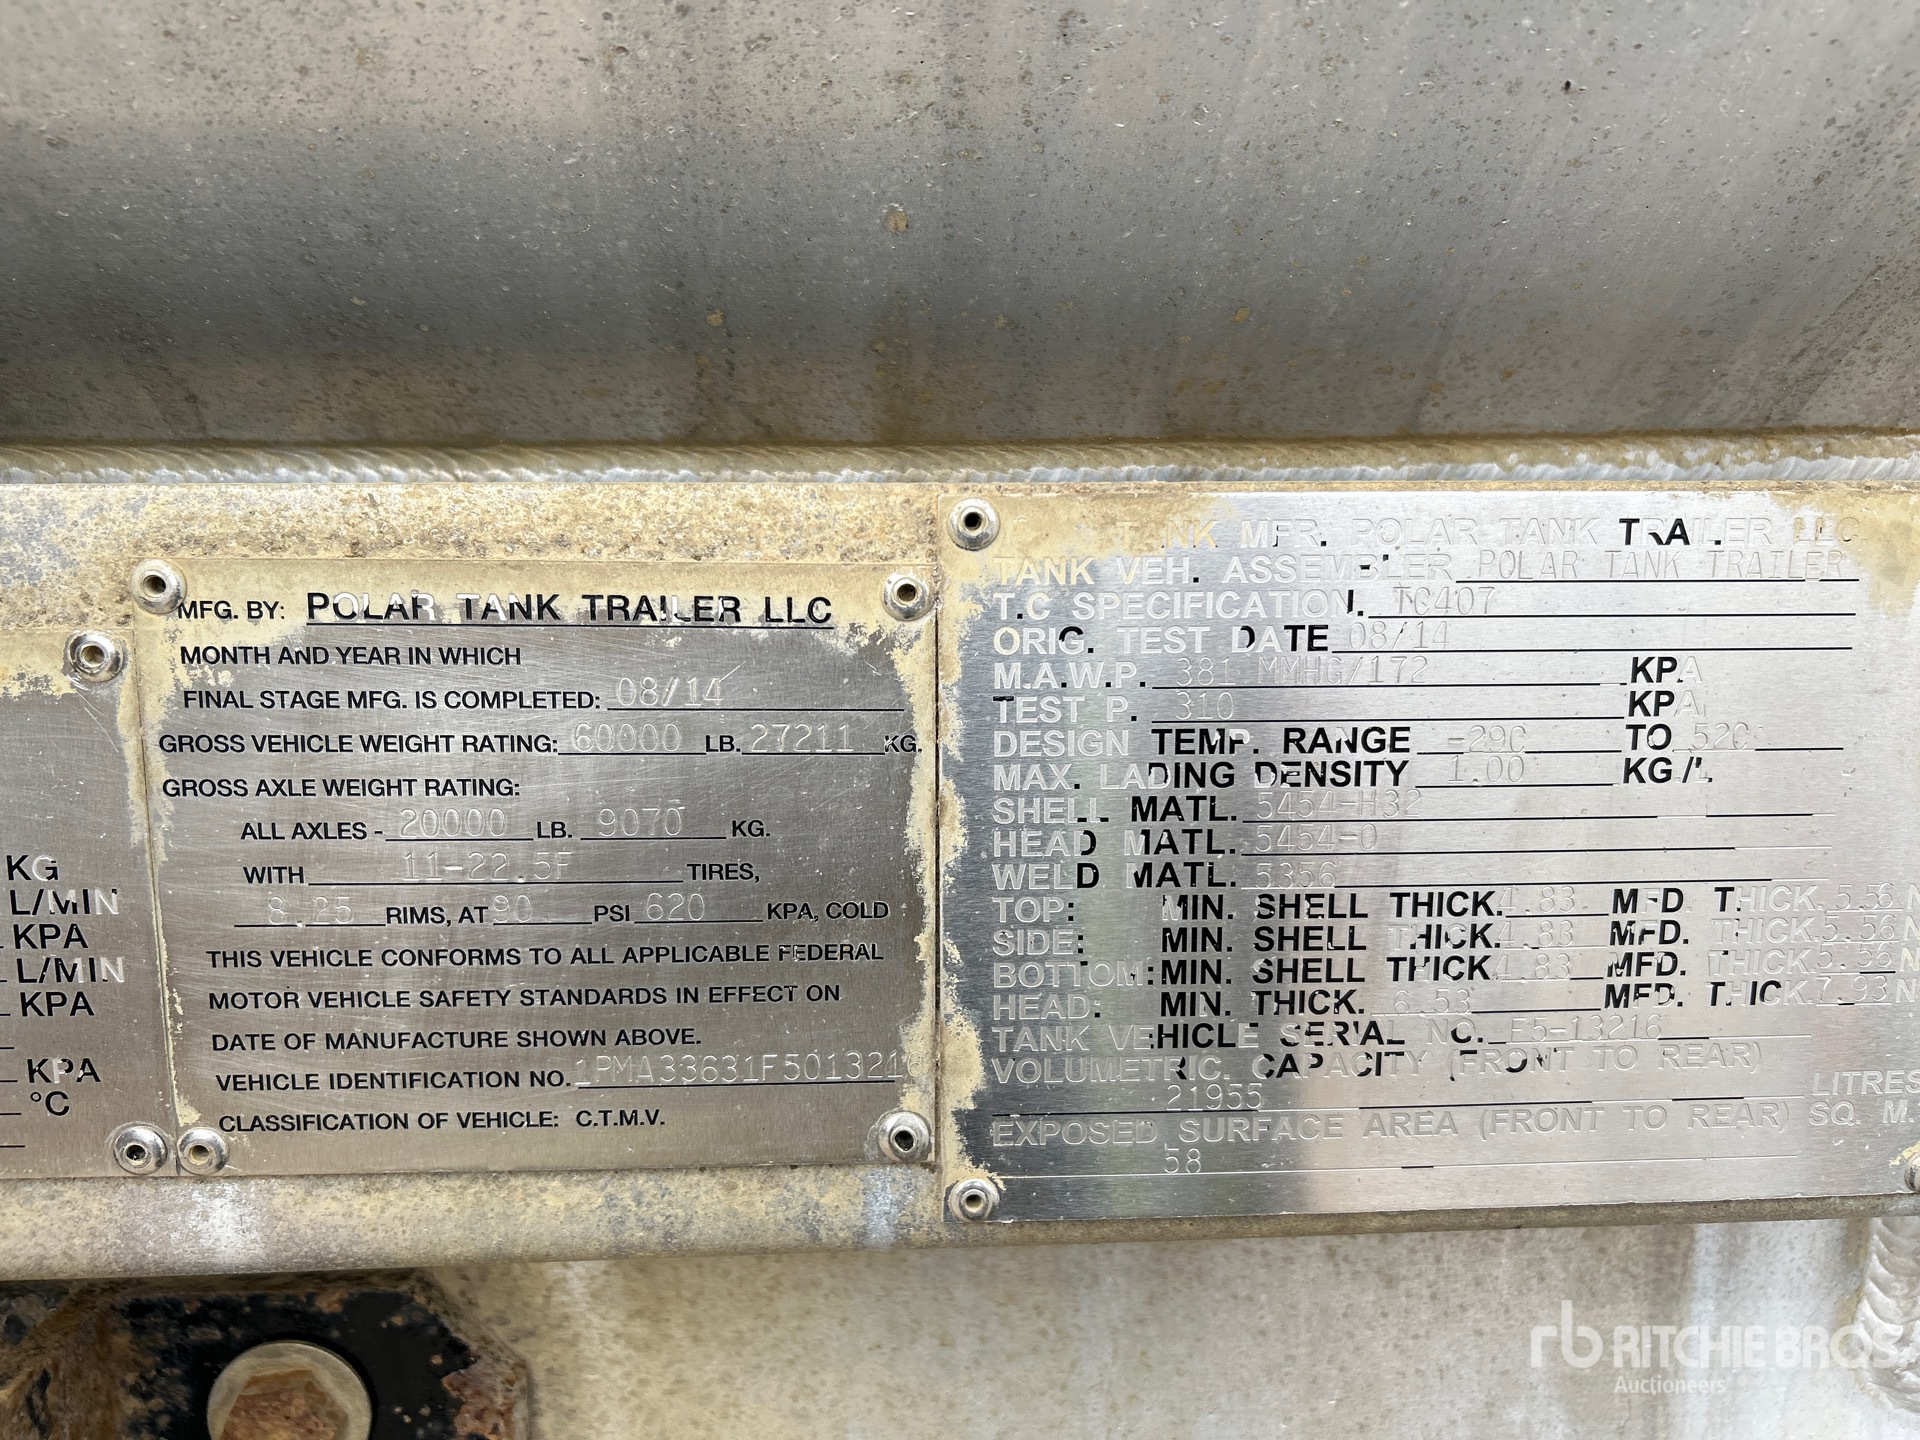 KG
L/MIN
KPA
L/MIN
KPA
KPA
°C
MFG. BY: POLAR TANK TRAILER LLC
MONTH AND YEAR IN WHICH
FINAL STAGE MFG. IS COMPLETED: 08/14
GROSS VEHICLE WEIGHT RATING: 60000 LB. 27211 KG.
GROSS AXLE WEIGHT RATING:
ALL AXLES - 20000 LB. 9070 KG.
WITH 11-22.5F TIRES,
8.25 RIMS, AT 90 PSI 620 KPA, COLD
THIS VEHICLE CONFORMS TO ALL APPLICABLE FEDERAL
MOTOR VEHICLE SAFETY STANDARDS IN EFFECT ON
DATE OF MANUFACTURE SHOWN ABOVE.
VEHICLE IDENTIFICATION NO. 1PMA33631F5013216
CLASSIFICATION OF VEHICLE: C.T.M.V.
TANK MFR. POLAR TANK TRAILER LLC.
TANK VEH. ASSEMBLER POLAR TANK TRAILER
T.C SPECIFICATION. TC407
ORIG. TEST DATE 08/14
M.A.W.P. 381 MMHG/172 KPA
TEST P. 310 KPA
DESIGN TEMP. RANGE -29C TO 52C
MAX. LADING DENSITY 1.00 KG/L
SHELL MATL. 5454-H32
HEAD MATL. 5454-0
WELD MATL. 5356
TOP: MIN. SHELL THICK. 4.83 MFD. THICK. 5.56
SIDE: MIN. SHELL THICK. 4.83 MFD. THICK. 5.56
BOTTOM: MIN. SHELL THICK 4.83 MFD. THICK. 5.56
HEAD: MIN. THICK. 6.53 MFD. THICK. 7.93
TANK VEHICLE SERIAL NO. F5-13216
VOLUMETRIC. CAPACITY (FRONT TO REAR)
21955 LITRES
EXPOSED SURFACE AREA (FRONT TO REAR) SQ. M.
58
rb RITCHIE BROS.
Auctioneers